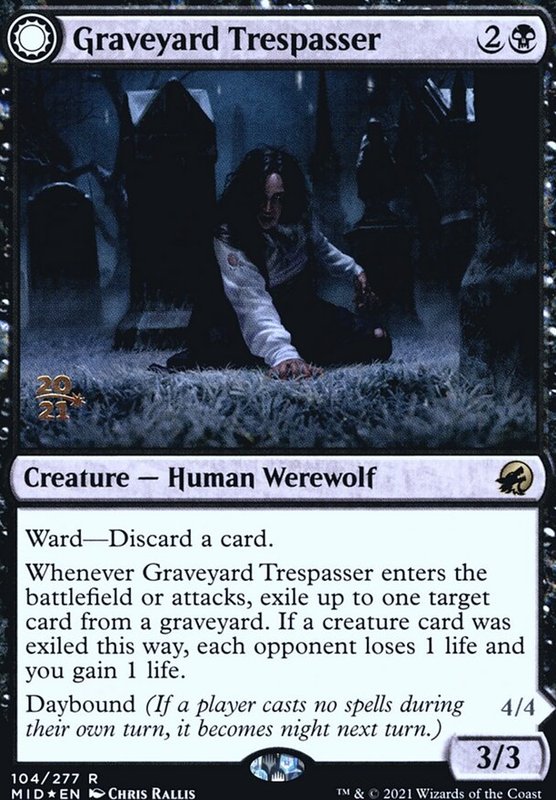 Graveyard Trespasser 2
20
21
Creature — Human Werewolf
Ward—Discard a card.
Whenever Graveyard Trespasser enters the
battlefield or attacks, exile up to one target
card from a graveyard. If a creature card was
exiled this way, each opponent loses 1 life and
you gain 1 life.
Daybound (If a player casts no spells during
their own turn, it becomes night next turn.)
4/4
3/3
104/277 R
MID★EN Chris Rallis
™ & © 2021 Wizards of the Coast